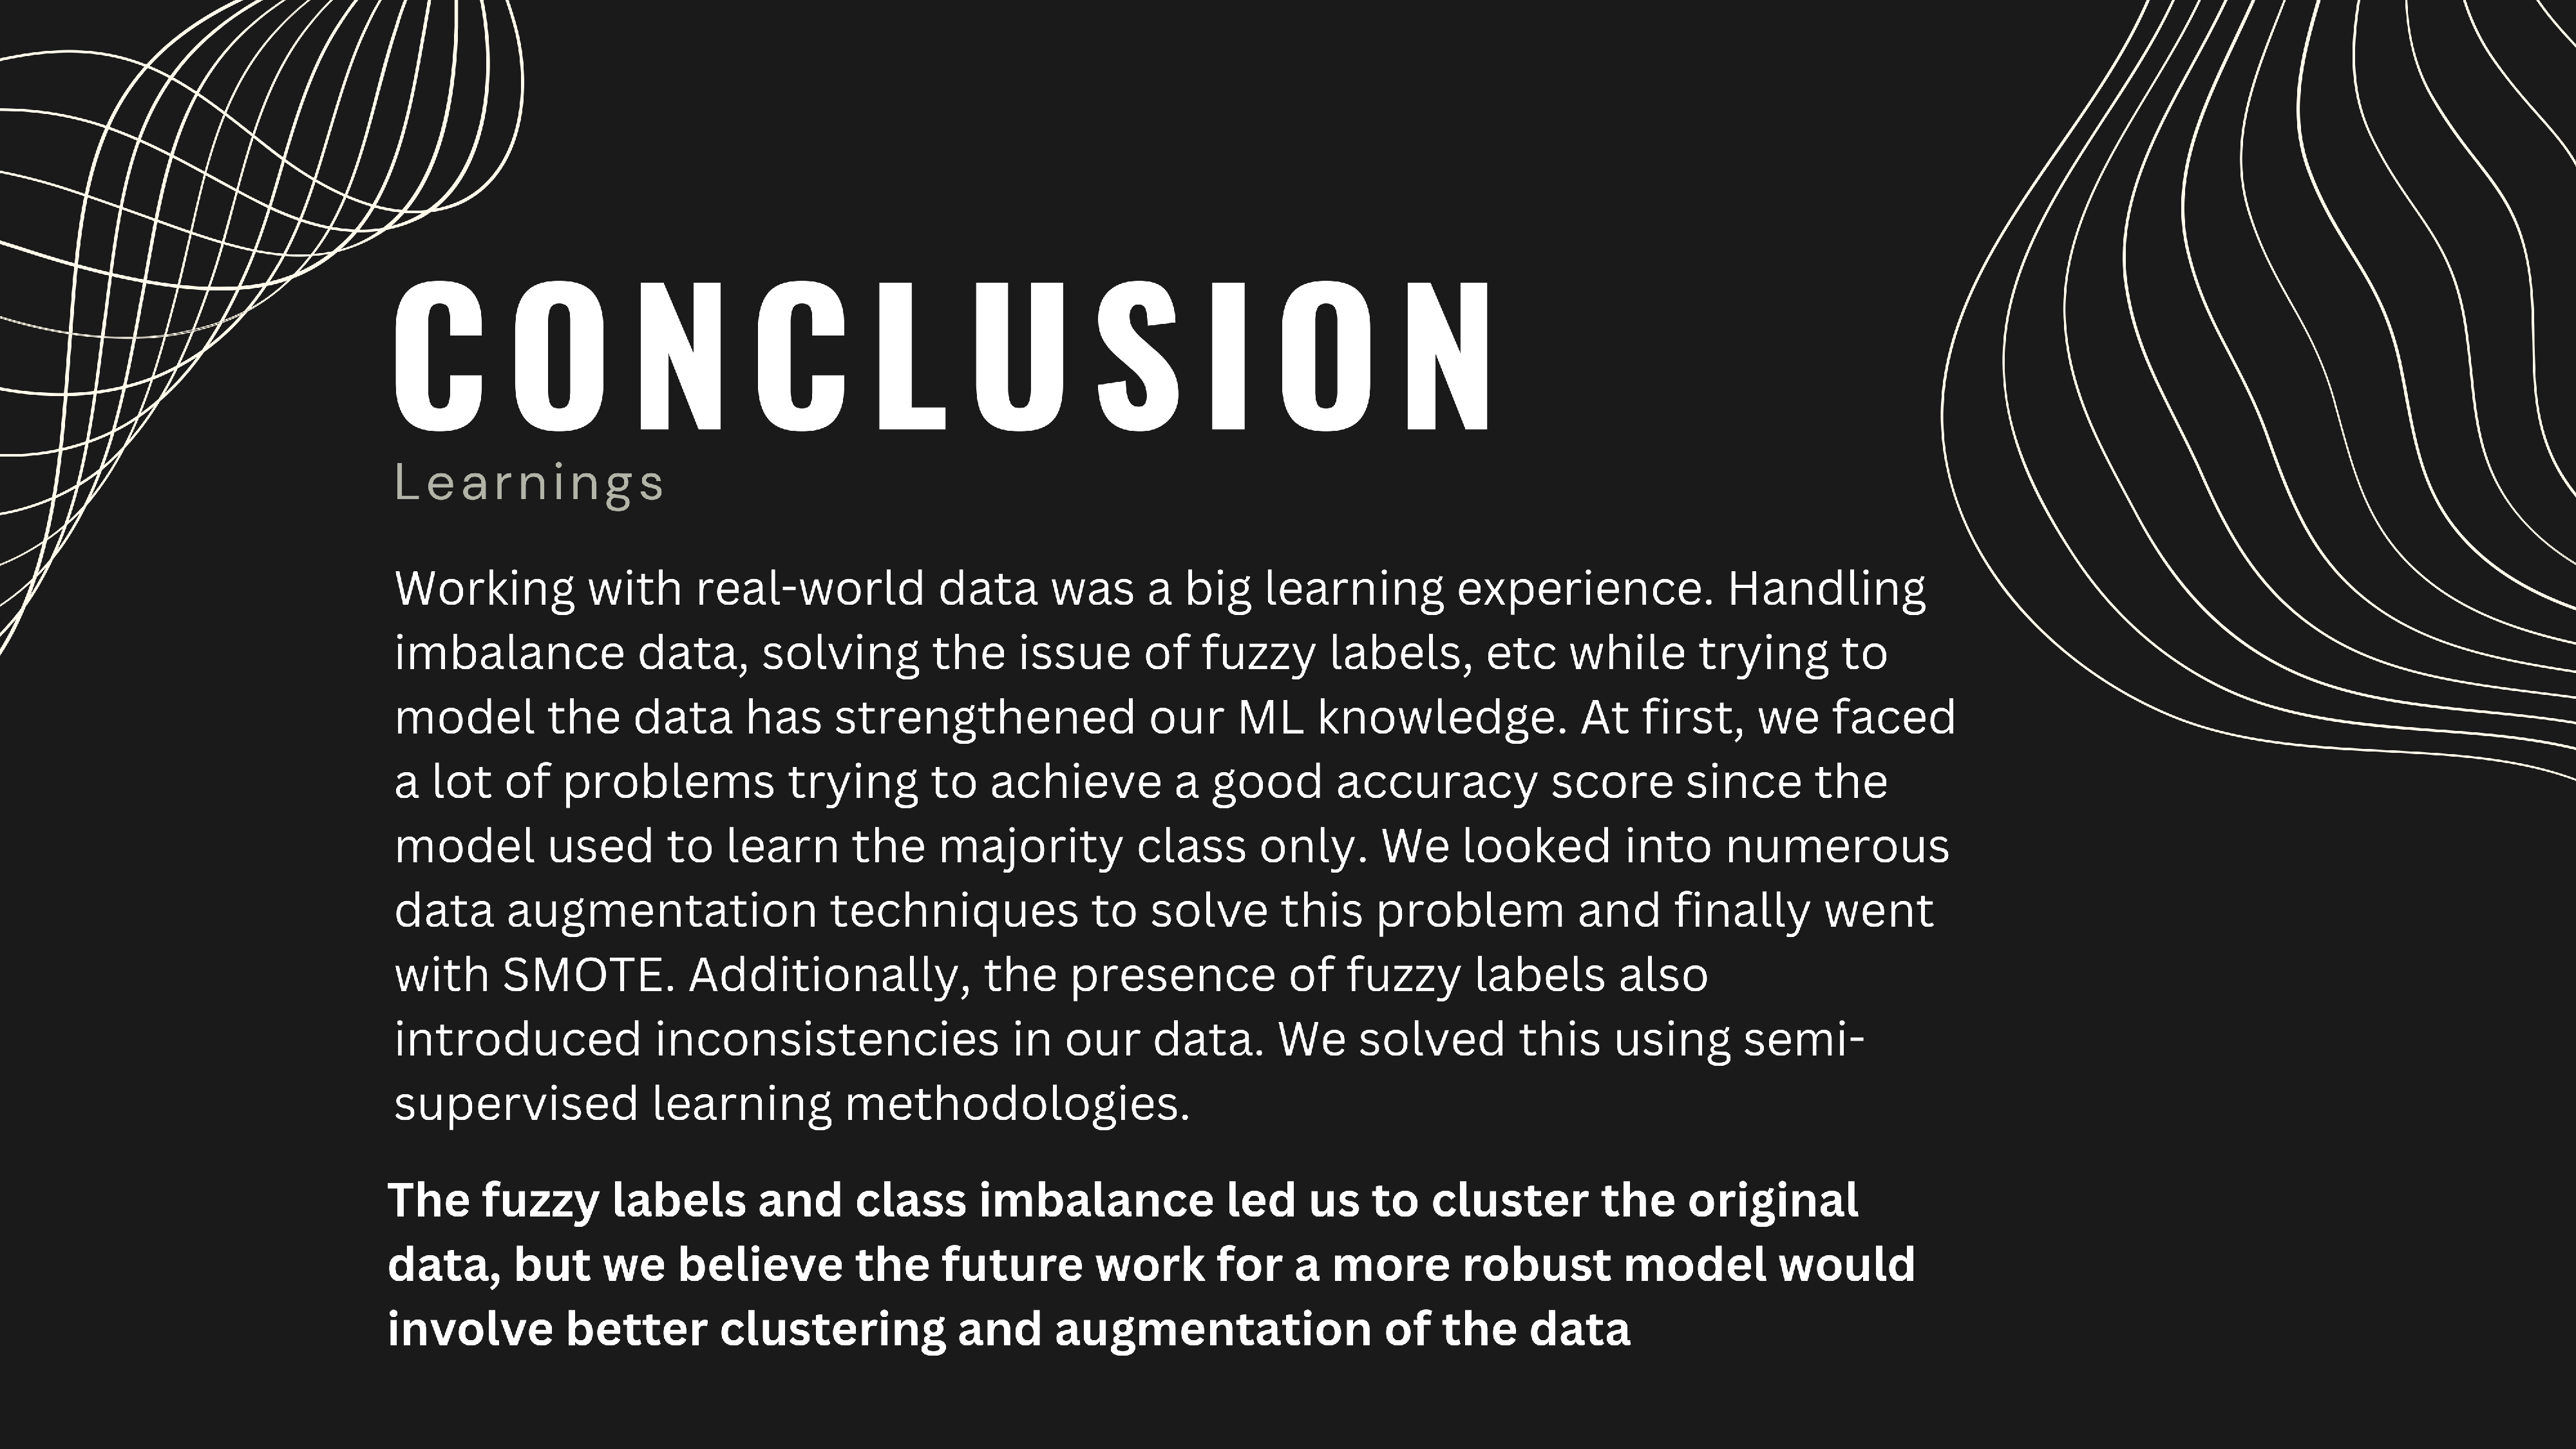 CONCLUSION
Learnings
Working with real-world data was a big learning experience. Handling
imbalance data, solving the issue of fuzzy labels, etc while trying to
model the data has strengthened our ML knowledge. At first, we faced
a lot of problems trying to achieve a good accuracy score since the
model used to learn the majority class only. We looked into numerous
data augmentation techniques to solve this problem and finally went
with SMOTE. Additionally, the presence of fuzzy labels also
introduced inconsistencies in our data. We solved this using semi-
supervised learning methodologies.
The fuzzy labels and class imbalance led us to cluster the original
data, but we believe the future work for a more robust model would
involve better clustering and augmentation of the data